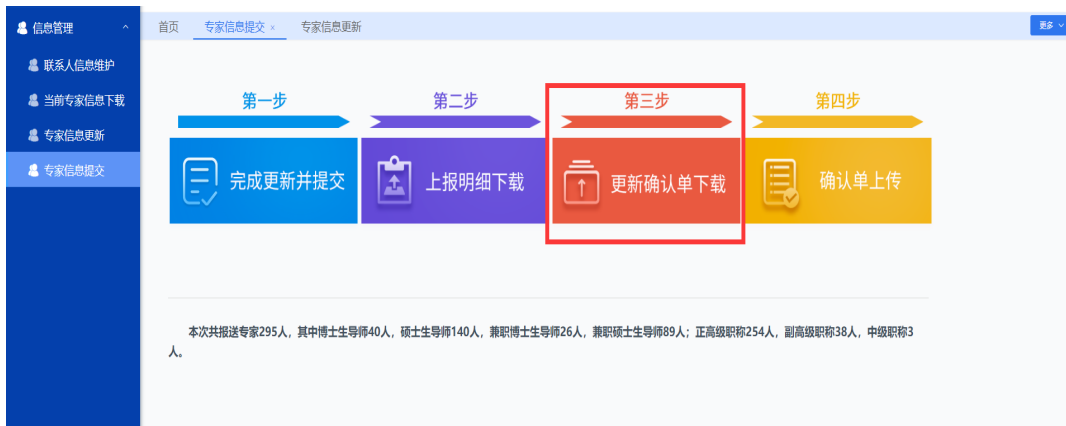 信息管理
联系人信息维护
当前专家信息下载
专家信息更新
专家信息提交
首页 专家信息提交 × 专家信息更新
更多
第一步 第二步 第三步 第四步
完成更新并提交 上报明细下载 更新确认单下载 确认单上传
本次共报送专家295人，其中博士生导师40人，硕士生导师140人，兼职博士生导师26人，兼职硕士生导师89人；正高级职称254人，副高级职称38人，中级职称3
人。